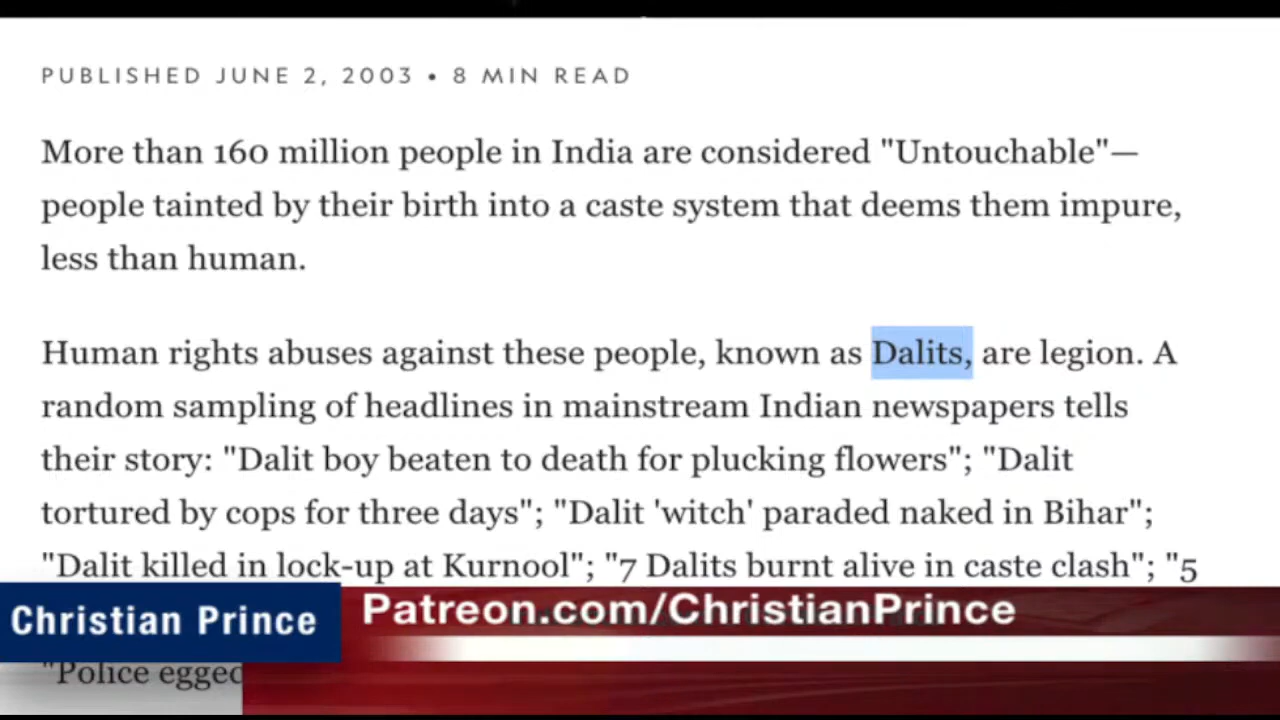 PUBLISHED JUNE 2, 2003 • 8 MIN READ
More than 160 million people in India are considered "Untouchable"—
people tainted by their birth into a caste system that deems them impure,
less than human.
Human rights abuses against these people, known as Dalits, are legion. A
random sampling of headlines in mainstream Indian newspapers tells
their story: "Dalit boy beaten to death for plucking flowers"; "Dalit
tortured by cops for three days"; "Dalit 'witch' paraded naked in Bihar";
"Dalit killed in lock-up at Kurnool"; "7 Dalits burnt alive in caste clash"; "5
Christian Prince
Patreon.com/ChristianPrince
"Police egged